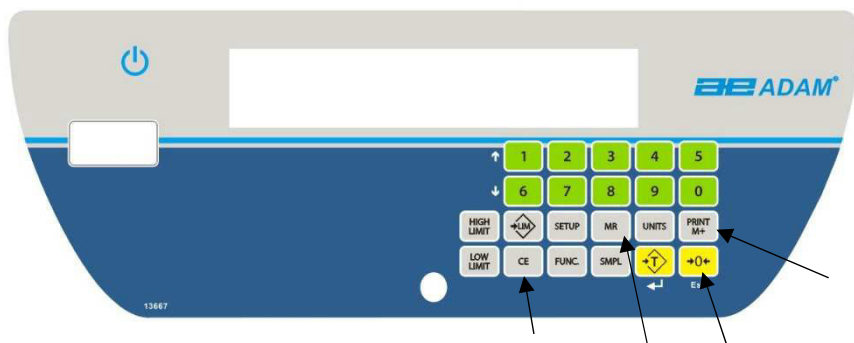 ae ADAM®
1 2 3 4 5
6 7 8 9 0
HIGH LIMIT →LIM SETUP MR UNITS PRINT M+
LOW LIMIT CE FUNC. SMPL →T →0←
13667